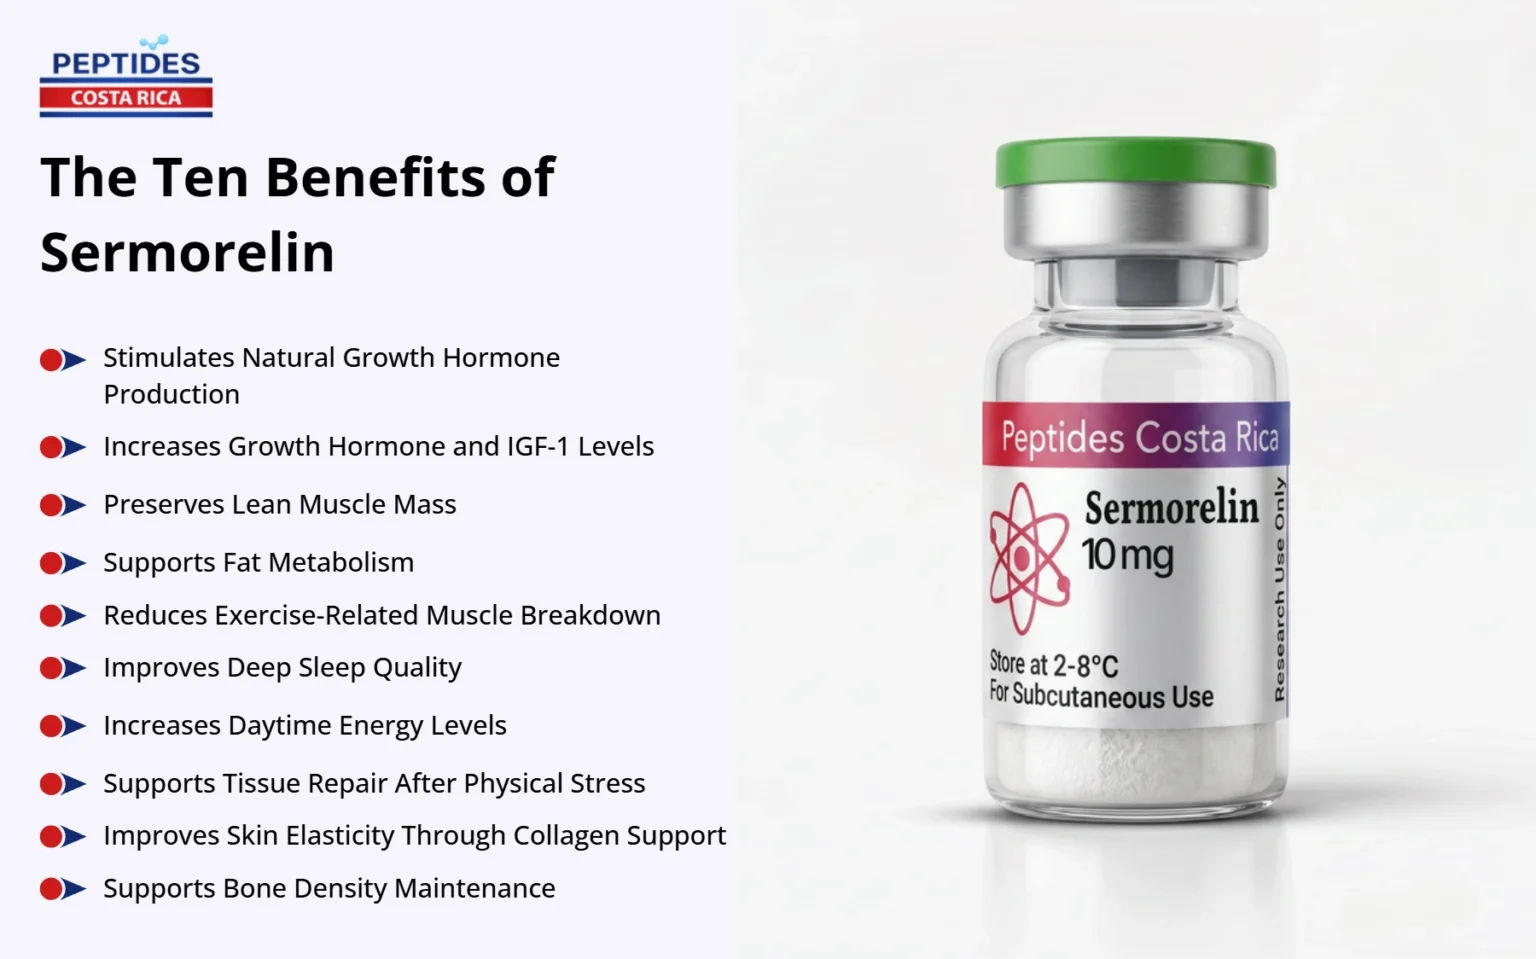 PEPTIDES
COSTA RICA
The Ten Benefits of
Sermorelin
Stimulates Natural Growth Hormone
Production
Increases Growth Hormone and IGF-1 Levels
Preserves Lean Muscle Mass
Supports Fat Metabolism
Reduces Exercise-Related Muscle Breakdown
Improves Deep Sleep Quality
Increases Daytime Energy Levels
Supports Tissue Repair After Physical Stress
Improves Skin Elasticity Through Collagen Support
Supports Bone Density Maintenance
Peptides Costa Rica
Sermorelin
10mg
Store at 2-8°C
For Subcutaneous Use
Research Use Only